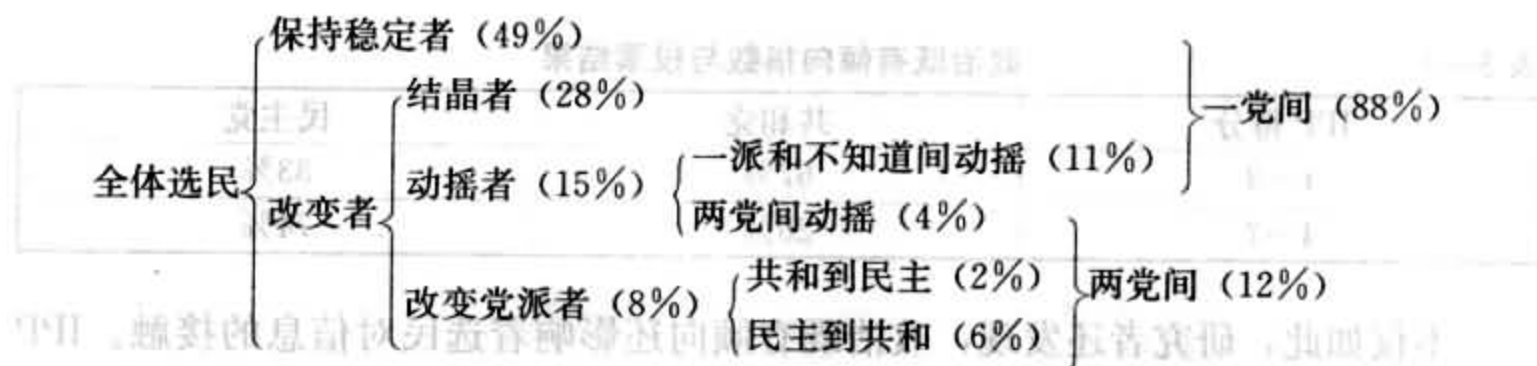 保持稳定者（49%）
结晶者（28%）
一党间（88%）
一派和不知道间动摇（11%）
全体选民
动摇者（15%）
改变者
两党间动摇（4%）
共和到民主（2%）
改变党派者（8%）
两党间（12%）
民主到共和（6%）